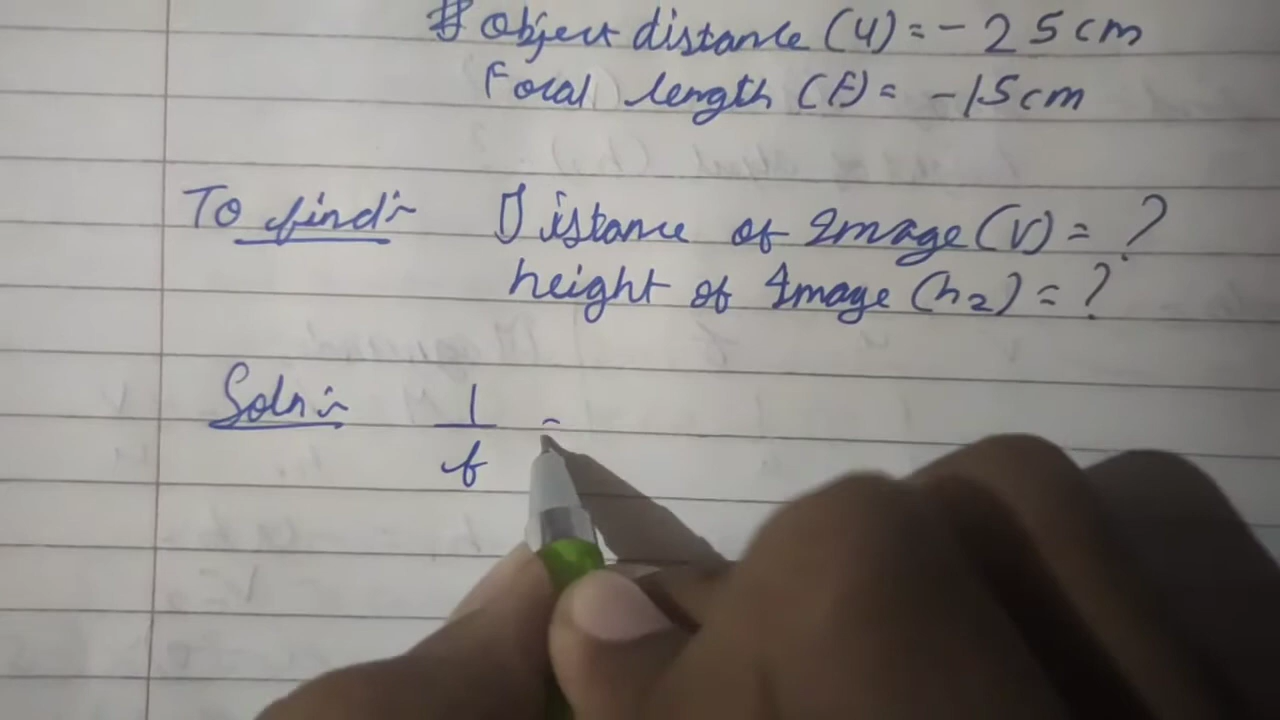 # Object distance (u) = - 25 cm
Focal length (F) = -15 cm
To find:- Distance of Image (V) = ?
height of Image (h2) = ?
Soln:- 1/f =